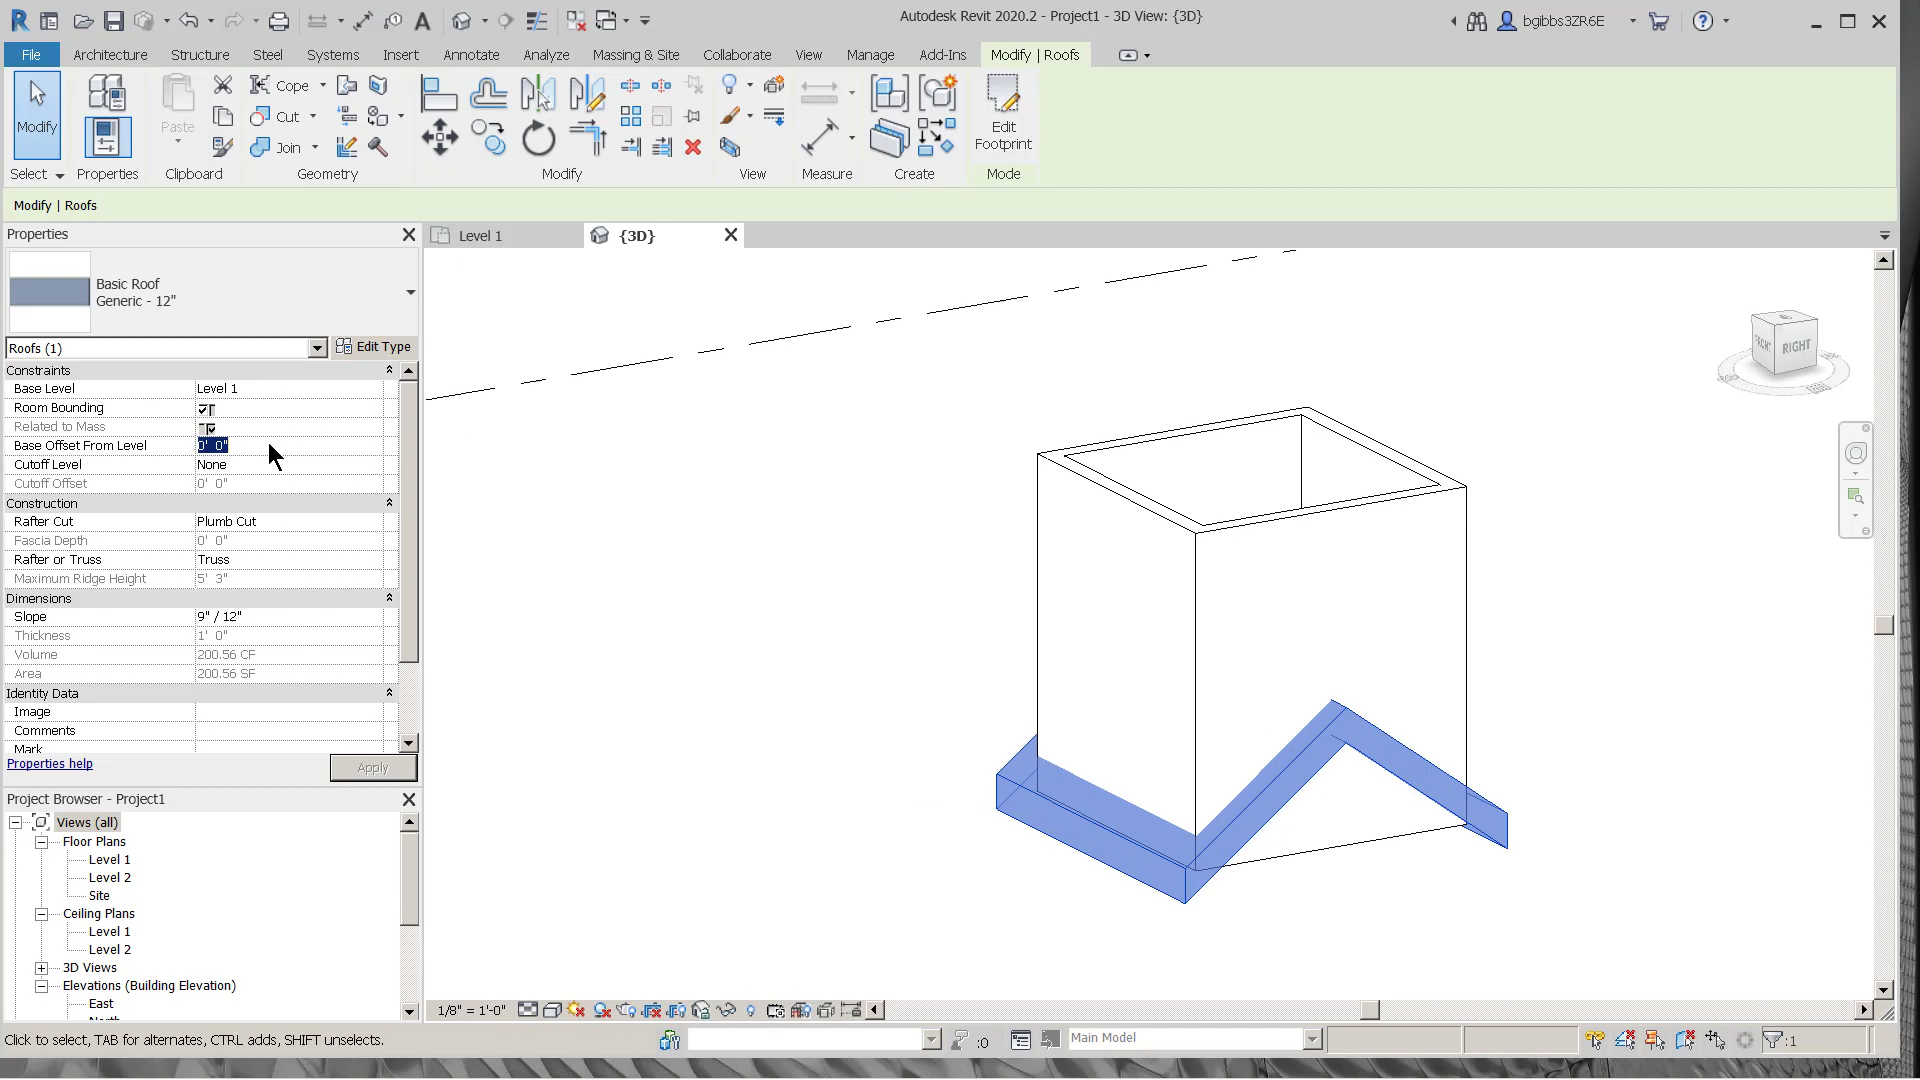 Autodesk Revit 2020.2 - Project1 - 3D View: {3D}
bgibbs3ZR6E
File Architecture Structure Steel Systems Insert Annotate Analyze Massing & Site Collaborate View Manage Add-Ins Modify | Roofs
Modify
Paste
Cope
Cut
Join
Edit
Footprint
Select Properties Clipboard Geometry Modify View Measure Create Mode
Modify | Roofs
Properties
Level 1
{3D}
Basic Roof
Generic - 12"
Roofs (1)
Edit Type
Constraints
Base Level Level 1
Room Bounding
Related to Mass
Base Offset From Level 0' 0"
Cutoff Level None
Cutoff Offset 0' 0"
Construction
Rafter Cut Plumb Cut
Fascia Depth 0' 0"
Rafter or Truss Truss
Maximum Ridge Height 5' 3"
Dimensions
Slope 9" / 12"
Thickness 1' 0"
Volume 200.56 CF
Area 200.56 SF
Identity Data
Image
Comments
Mark
Properties help
Apply
Project Browser - Project1
Views (all)
Floor Plans
Level 1
Level 2
Site
Ceiling Plans
Level 1
Level 2
3D Views
Elevations (Building Elevation)
East
North
FRONT
RIGHT
1/8" = 1'-0"
Click to select, TAB for alternates, CTRL adds, SHIFT unselects.
:0
Main Model
:1